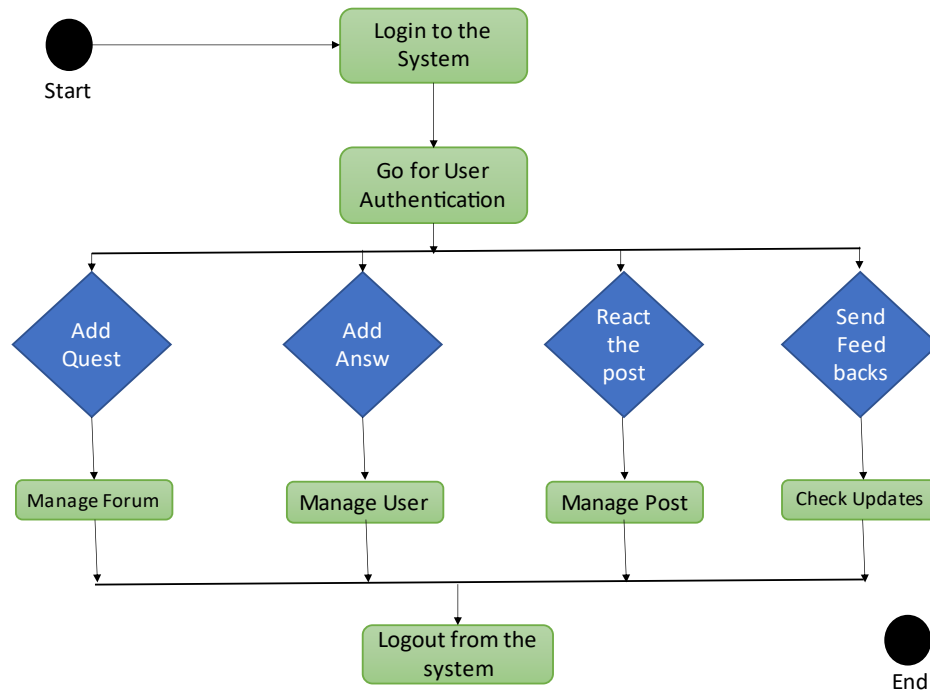 Login to the
System
Start
Go for User
Authentication
Add
Quest
Add
Answ
React
the
post
Send
Feed
backs
Manage Forum
Manage User
Manage Post
Check Updates
Logout from the
system
End